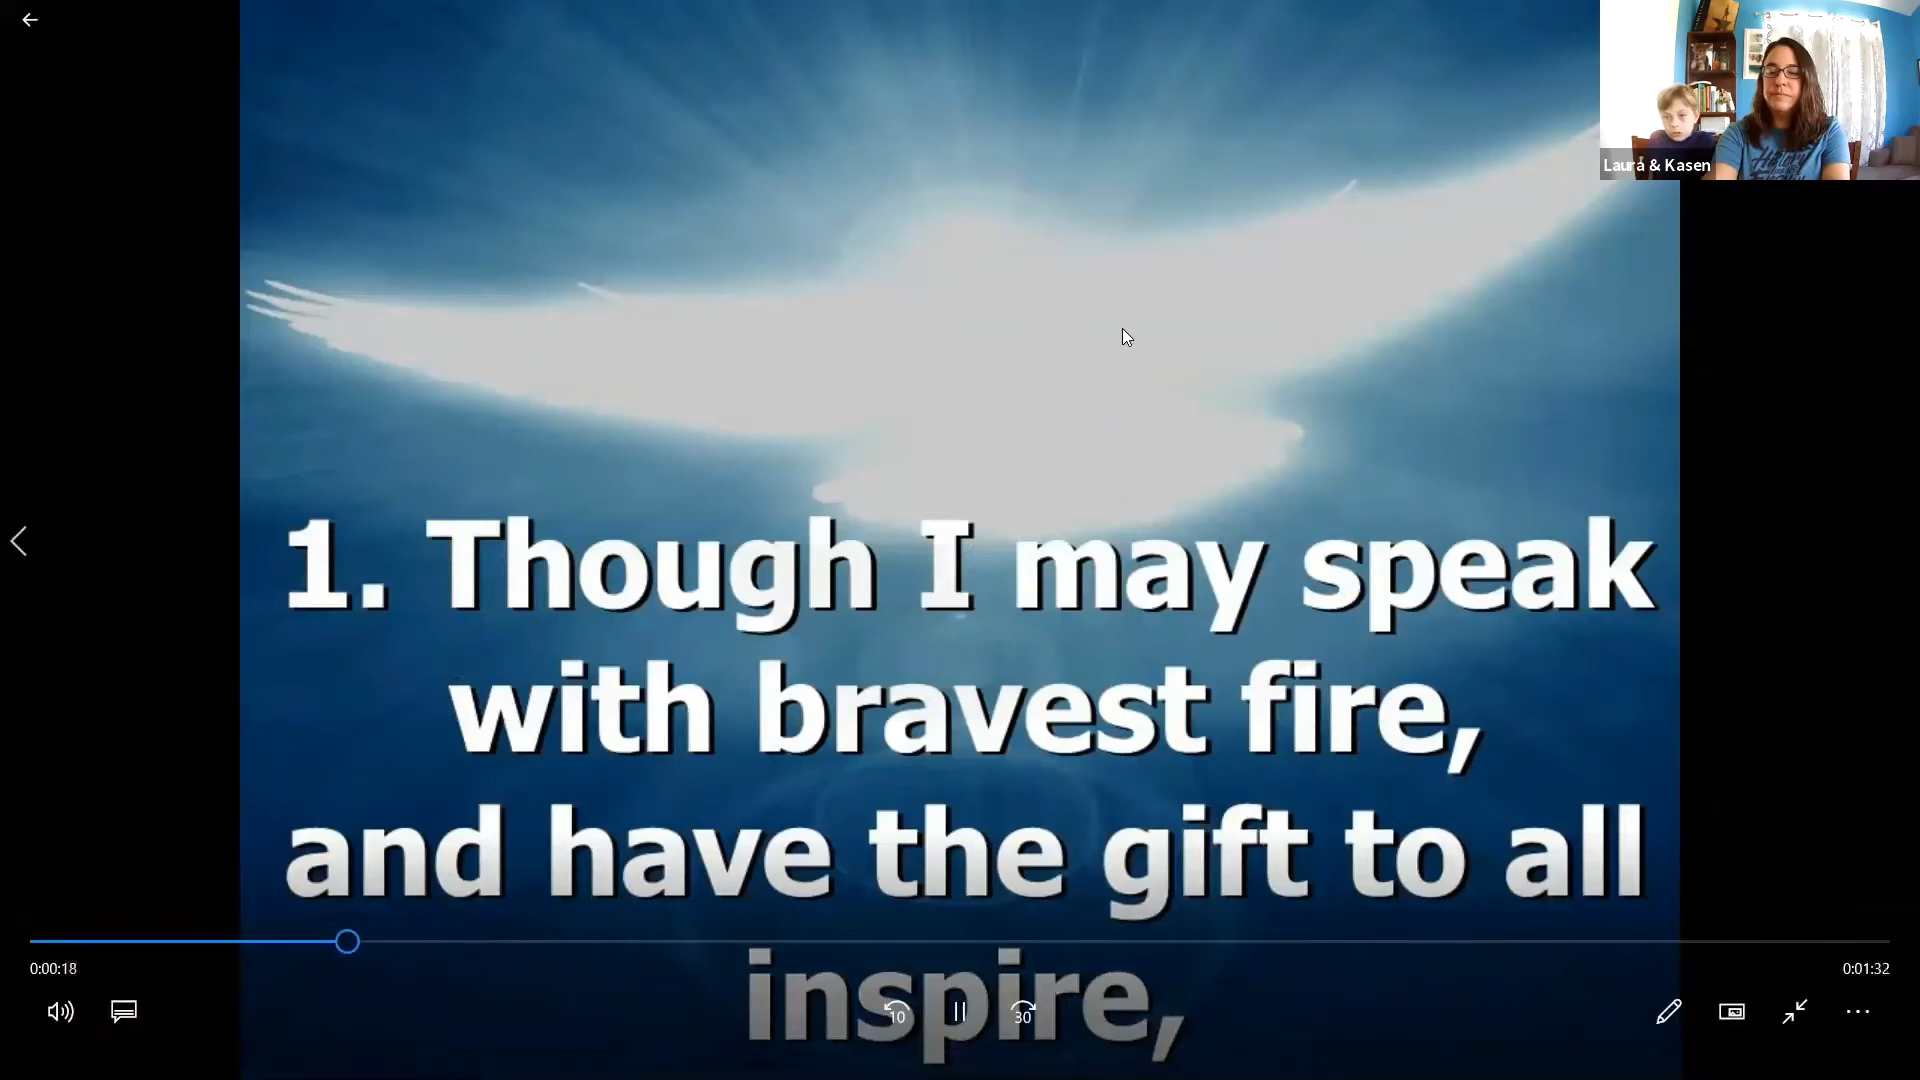 Laura & Kasen
1. Though I may speak
with bravest fire,
and have the gift to all
inspire,
0:00:18
0:01:32
10
30